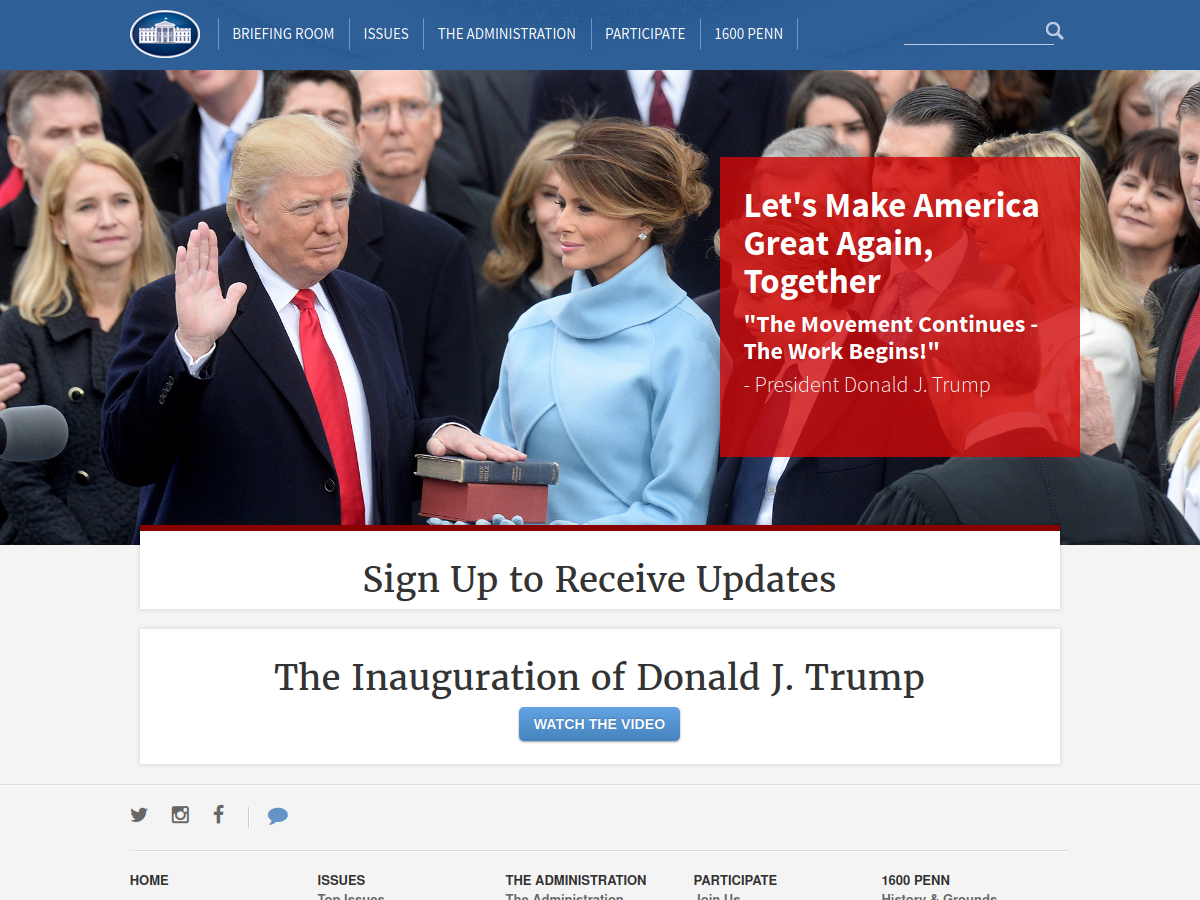 BRIEFING ROOM
ISSUES
THE ADMINISTRATION
PARTICIPATE
1600 PENN
Let's Make America
Great Again,
Together
"The Movement Continues -
The Work Begins!"
- President Donald J. Trump
HOLY
BIBLE
Sign Up to Receive Updates
The Inauguration of Donald J. Trump
WATCH THE VIDEO
HOME
ISSUES
THE ADMINISTRATION
PARTICIPATE
1600 PENN
Top Issues
The Administration
Join Us
History & Grounds